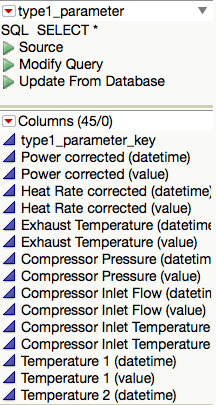 type1_parameter
SQL SELECT *
Source
Modify Query
Update From Database
Columns (45/0)
type1_parameter_key
Power corrected (datetime)
Power corrected (value)
Heat Rate corrected (datetime)
Heat Rate corrected (value)
Exhaust Temperature (datetim
Exhaust Temperature (value)
Compressor Pressure (datetim
Compressor Pressure (value)
Compressor Inlet Flow (datetin
Compressor Inlet Flow (value)
Compressor Inlet Temperature
Compressor Inlet Temperature
Temperature 1 (datetime)
Temperature 1 (value)
Temperature 2 (datetime)